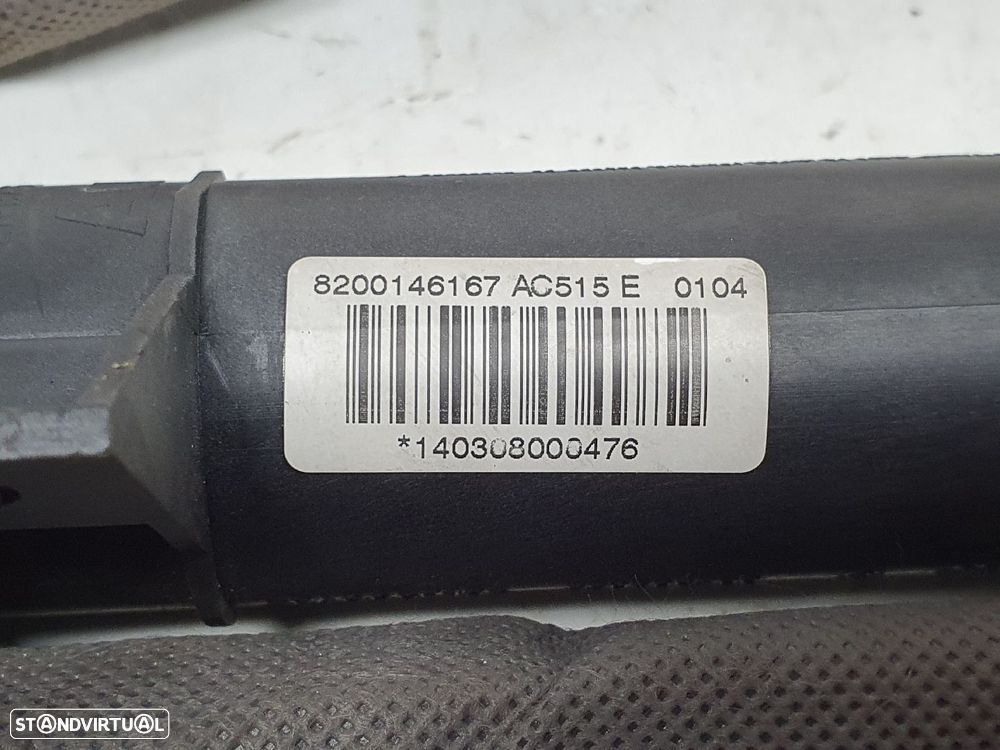 8200146167 AC515 E 0104
*140308000476
STANDVIRTUAL